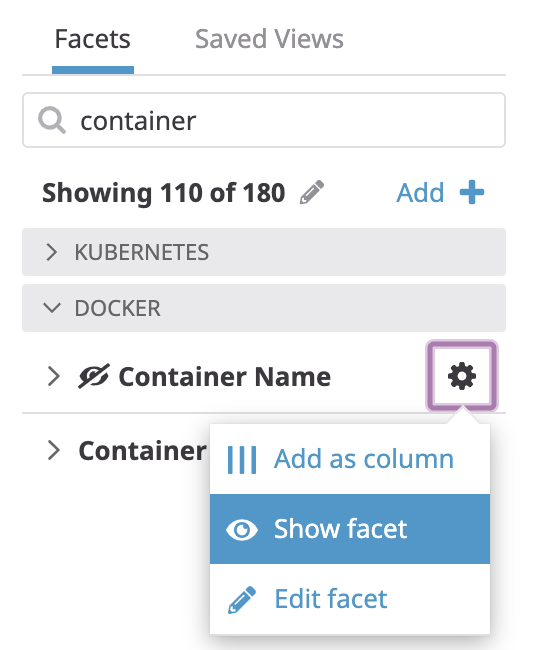 Facets Saved Views
container
Showing 110 of 180 Add
KUBERNETES
DOCKER
Container Name
Container
Add as column
Show facet
Edit facet